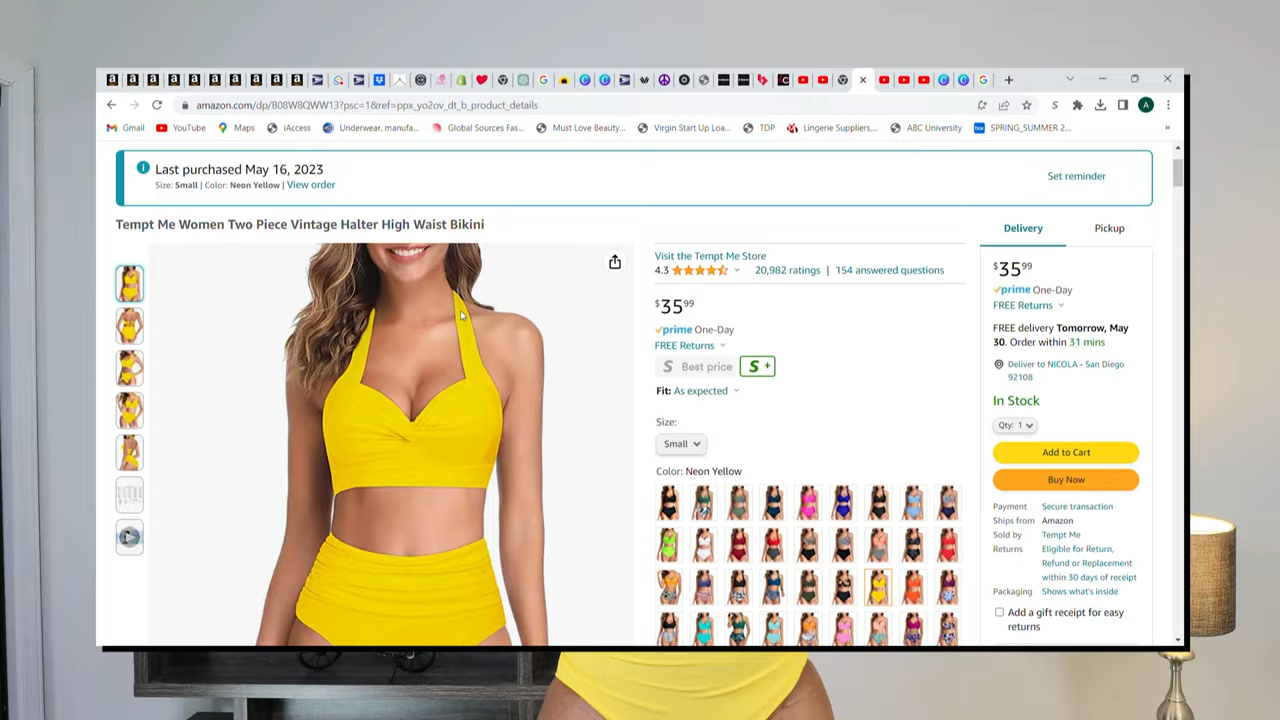 amazon.com/dp/B08W8QWW13?psc=1&ref=ppx_yo2ov_dt_b_product_details
A
Gmail YouTube Maps iAccess Underwear, manufa... Global Sources Fas... Must Love Beauty... Virgin Start Up Loa... TDP Lingerie Suppliers,... ABC University SPRING_SUMMER 2... »
Last purchased May 16, 2023
Size: Small | Color: Neon Yellow | View order
Set reminder
Tempt Me Women Two Piece Vintage Halter High Waist Bikini
Visit the Tempt Me Store
4.3 20,982 ratings | 154 answered questions
$35.99
prime One-Day
FREE Returns
S Best price S +
Fit: As expected
Size:
Small
Color: Neon Yellow
Delivery Pickup
$35.99
prime One-Day
FREE Returns
FREE delivery Tomorrow, May
30. Order within 31 mins
Deliver to NICOLA - San Diego
92108
In Stock
Qty: 1
Add to Cart
Buy Now
Payment Secure transaction
Ships from Amazon
Sold by Tempt Me
Returns Eligible for Return,
Refund or Replacement
within 30 days of receipt
Packaging Shows what's inside
Add a gift receipt for easy
returns